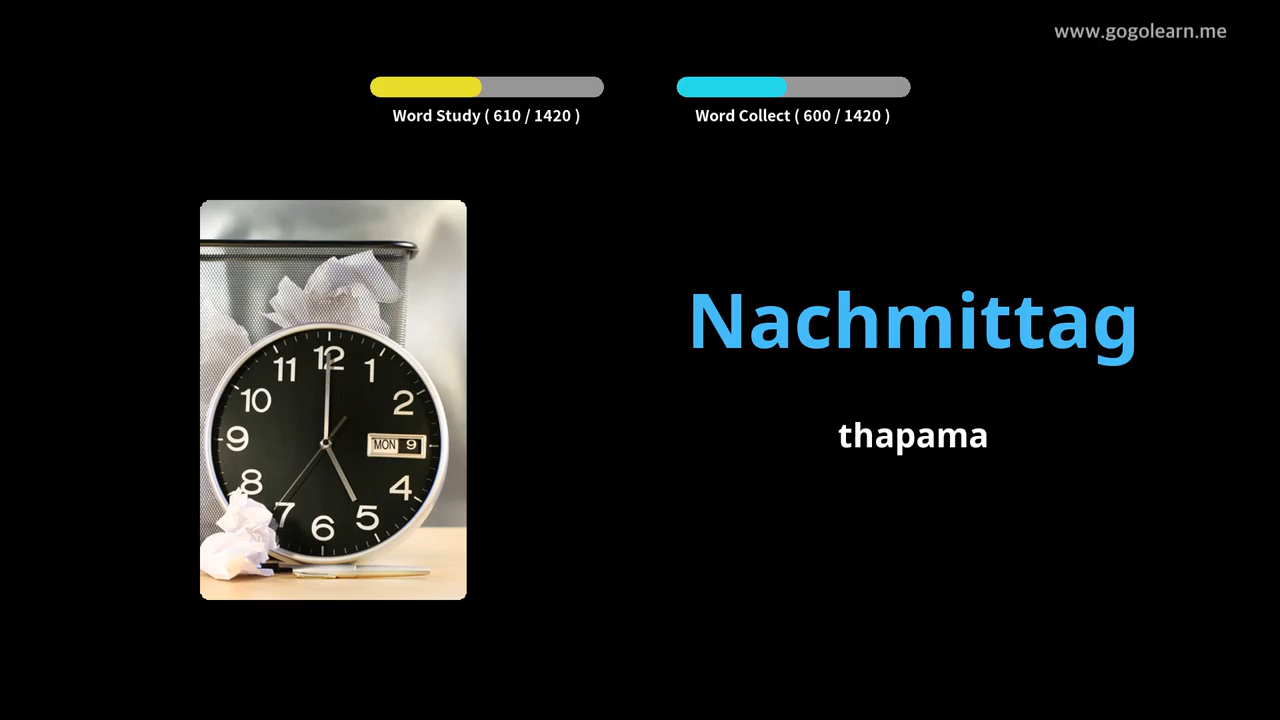 www.gogolearn.me
Word Study ( 610 / 1420 )
Word Collect ( 600 / 1420 )
Nachmittag
thapama
12
11
1
10
2
9
MON 9
8
4
7
5
6